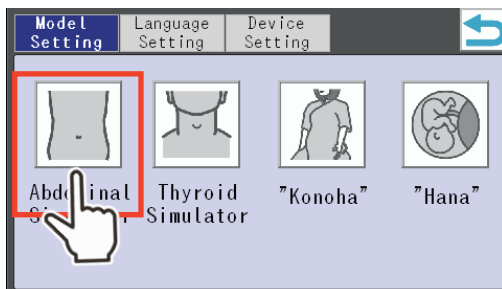 Model Setting
Language Setting
Device Setting
Thyroid Simulator
"Konoha"
"Hana"